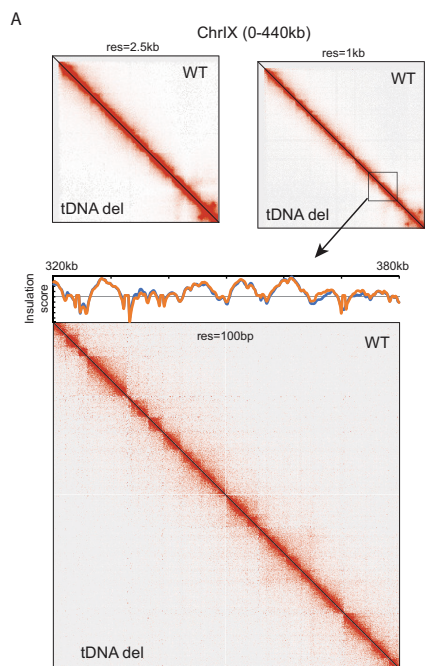 A
ChrIX (0-440kb)
res=2.5kb
res=1kb
WT
WT
tDNA del
tDNA del
320kb
380kb
Insulation
score
res=100bp
WT
tDNA del